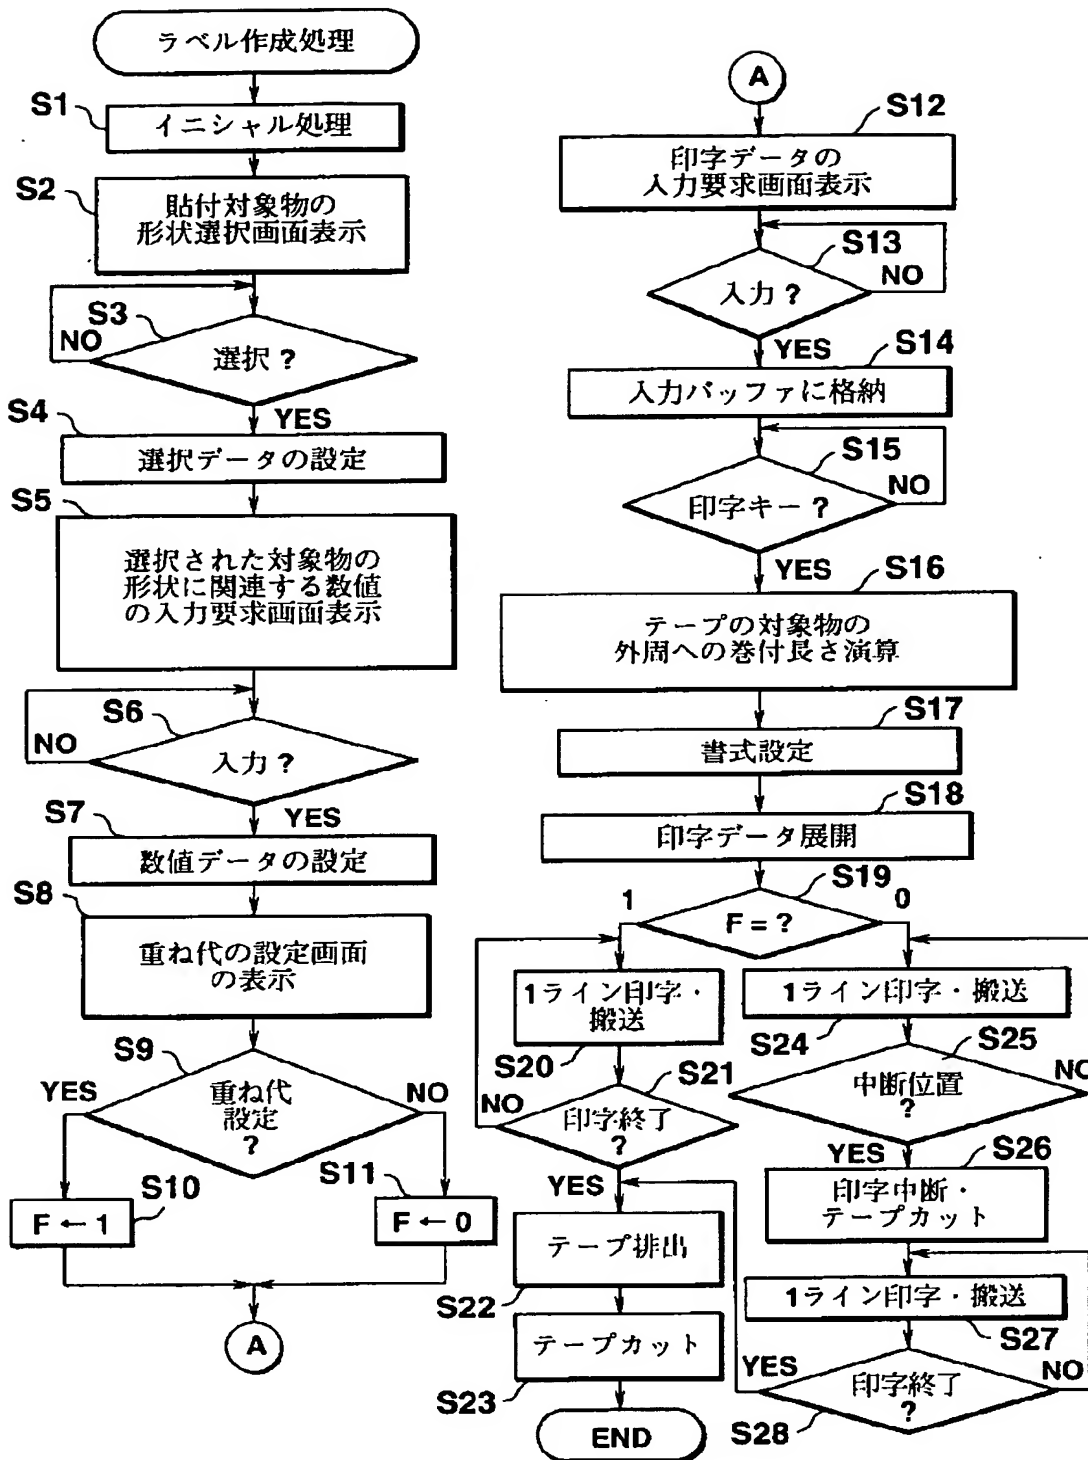 ラベル作成処理
S1
イニシャル処理
S2
貼付対象物の
形状選択画面表示
S3
NO
選択?
YES
S4
選択データの設定
S5
選択された対象物の
形状に関連する数値
の入力要求画面表示
S6
NO
入力?
YES
S7
数値データの設定
S8
重ね代の設定画面
の表示
S9
YES
NO
重ね代
設定
?
S10
F ← 1
S11
F ← 0
A
A
S12
印字データの
入力要求画面表示
S13
NO
入力?
YES
S14
入力バッファに格納
S15
NO
印字キー?
YES
S16
テープの対象物の
外周への巻付長さ演算
S17
書式設定
S18
印字データ展開
S19
1
0
F = ?
1ライン印字・
搬送
S20
S21
NO
印字終了
?
YES
テープ排出
S22
テープカット
S23
END
1ライン印字・搬送
S24
S25
NO
中断位置
?
YES
S26
印字中断・
テープカット
1ライン印字・搬送
S27
YES
NO
印字終了
?
S28